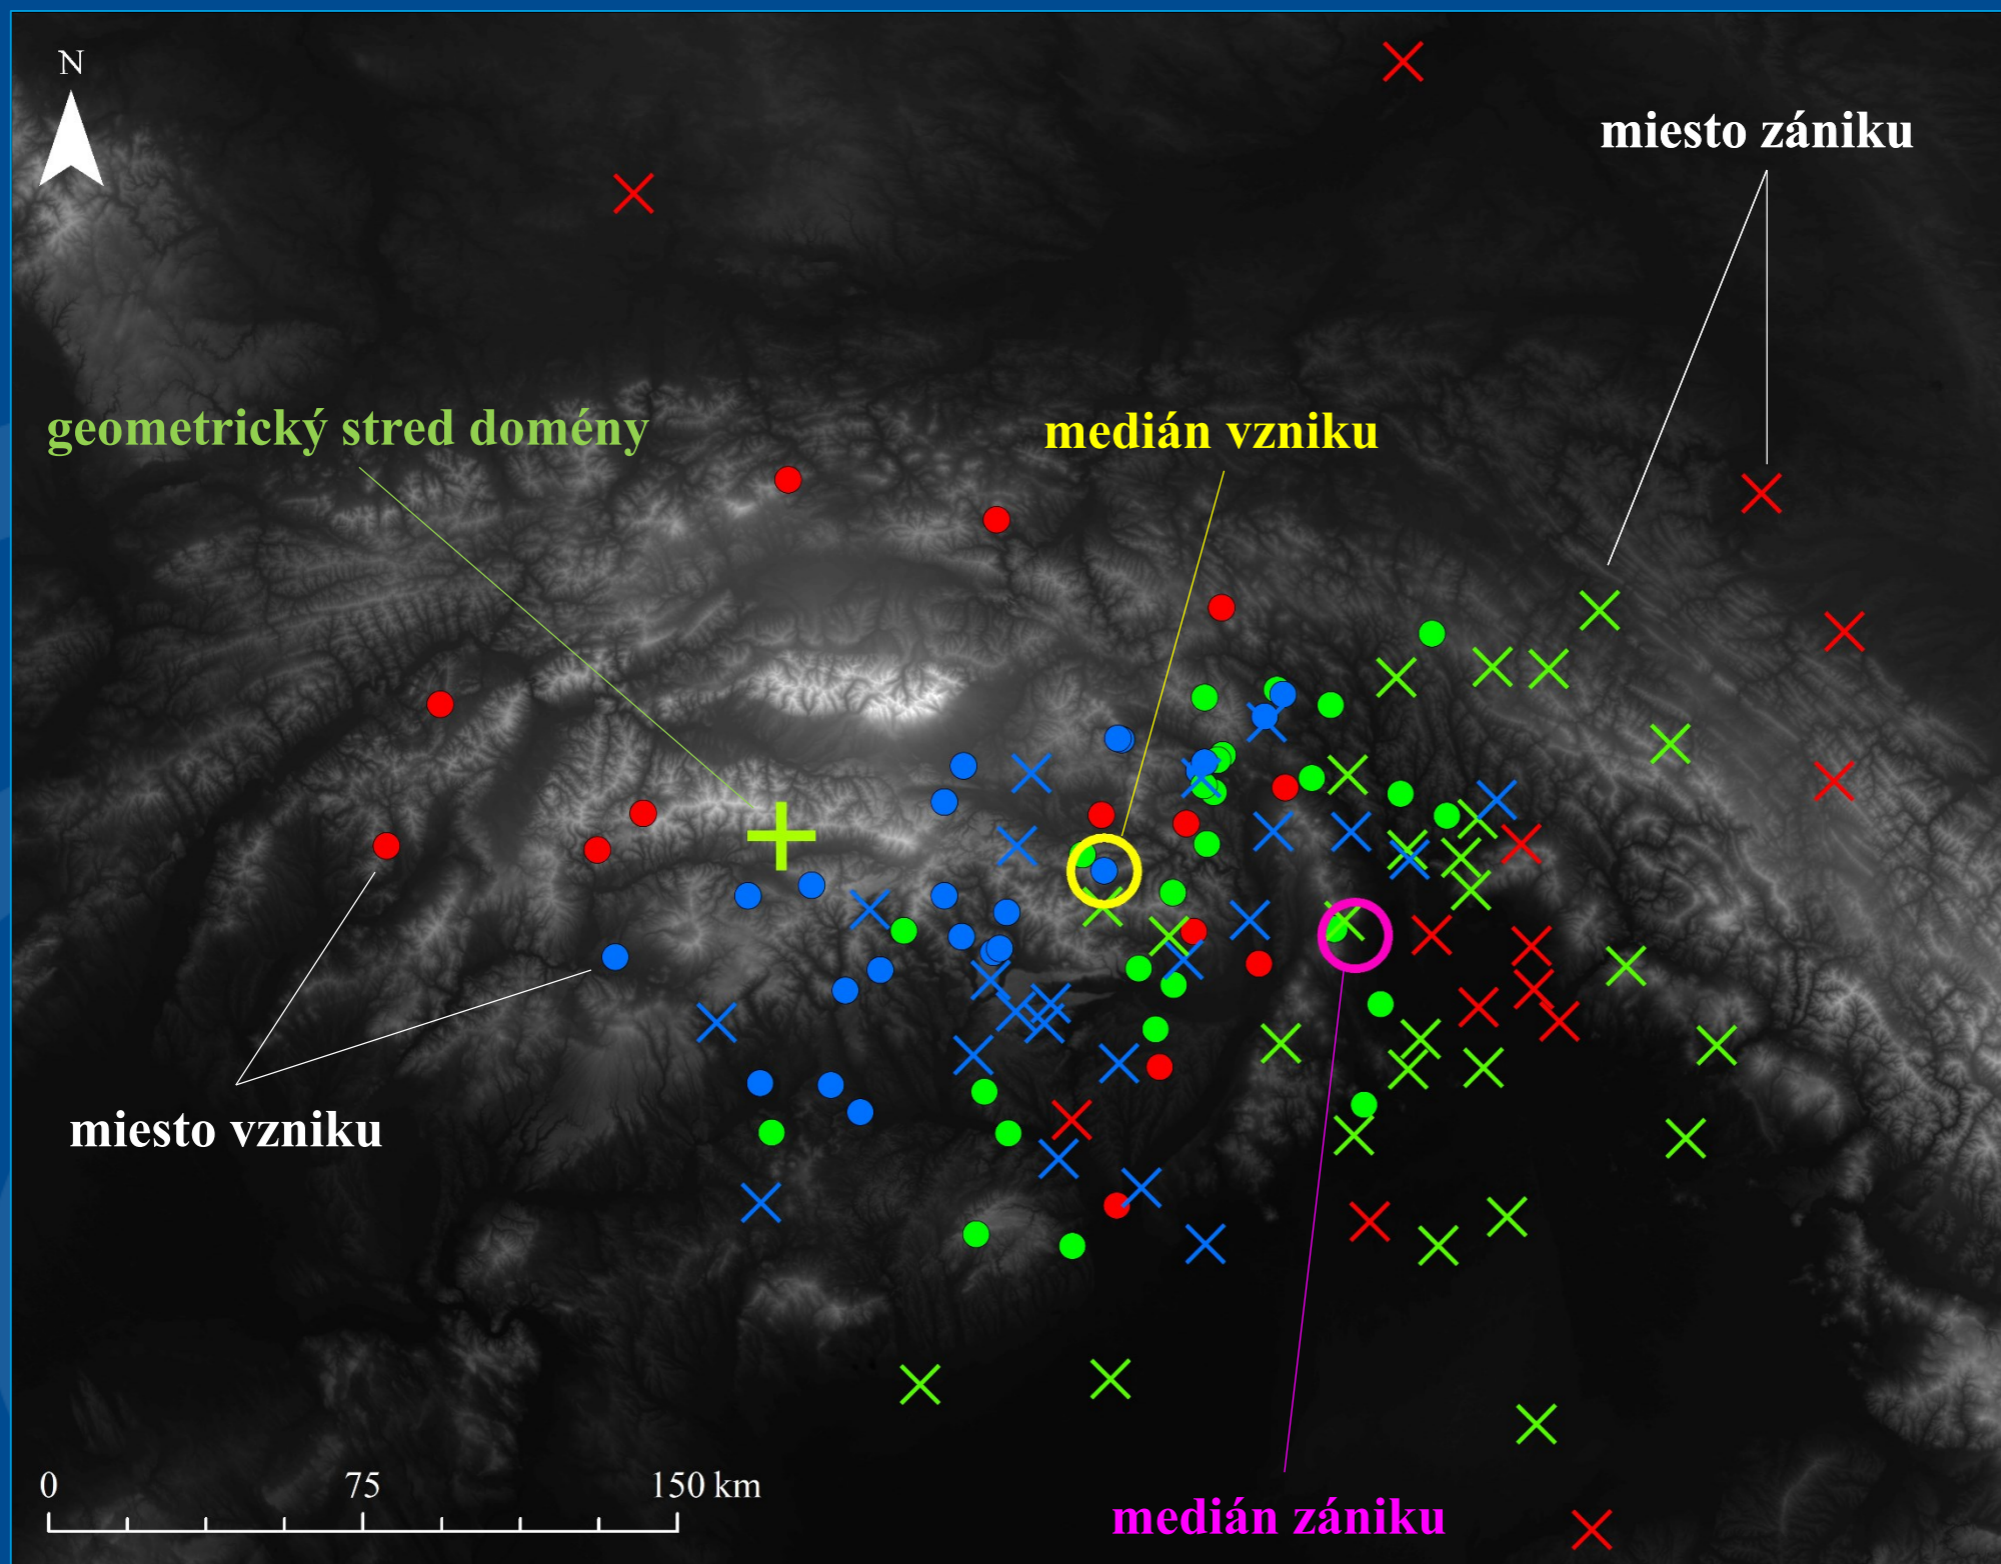 N
miesto zániku
geometrický stred domény
medián vzniku
miesto vzniku
0 75 150 km
medián zániku